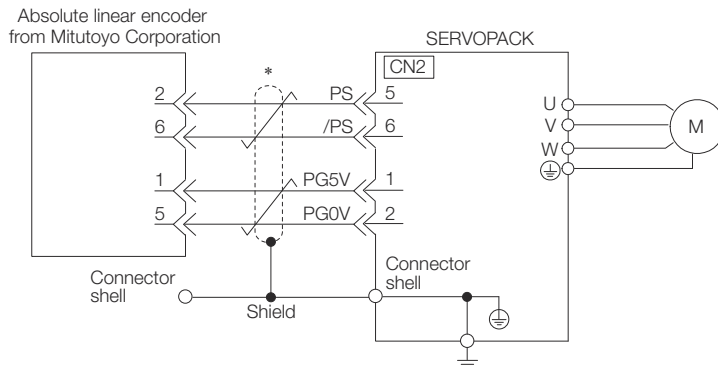 Absolute linear encoder
from Mitutoyo Corporation
SERVOPACK
CN2
*
2 PS 5
6 /PS 6
1 PG5V 1
5 PG0V 2
U
V
W
M
Connector
shell
Shield
Connector
shell